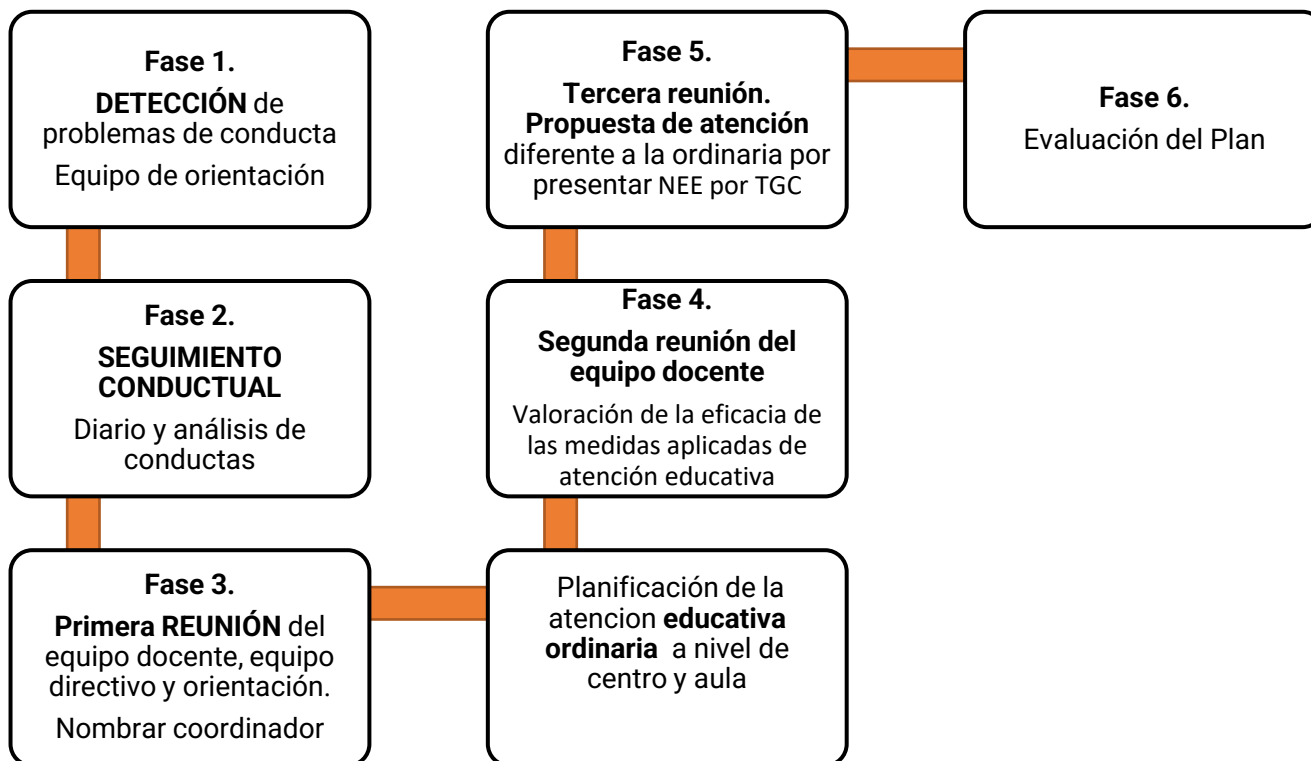 Fase 1.
DETECCIÓN de
problemas de conducta
Equipo de orientación
Fase 2.
SEGUIMIENTO
CONDUCTUAL
Diario y análisis de
conductas
Fase 3.
Primera REUNIÓN del
equipo docente, equipo
directivo y orientación.
Nombrar coordinador
Planificación de la
atencion educativa
ordinaria a nivel de
centro y aula
Fase 4.
Segunda reunión del
equipo docente
Valoración de la eficacia de
las medidas aplicadas de
atención educativa
Fase 5.
Tercera reunión.
Propuesta de atención
diferente a la ordinaria por
presentar NEE por TGC
Fase 6.
Evaluación del Plan